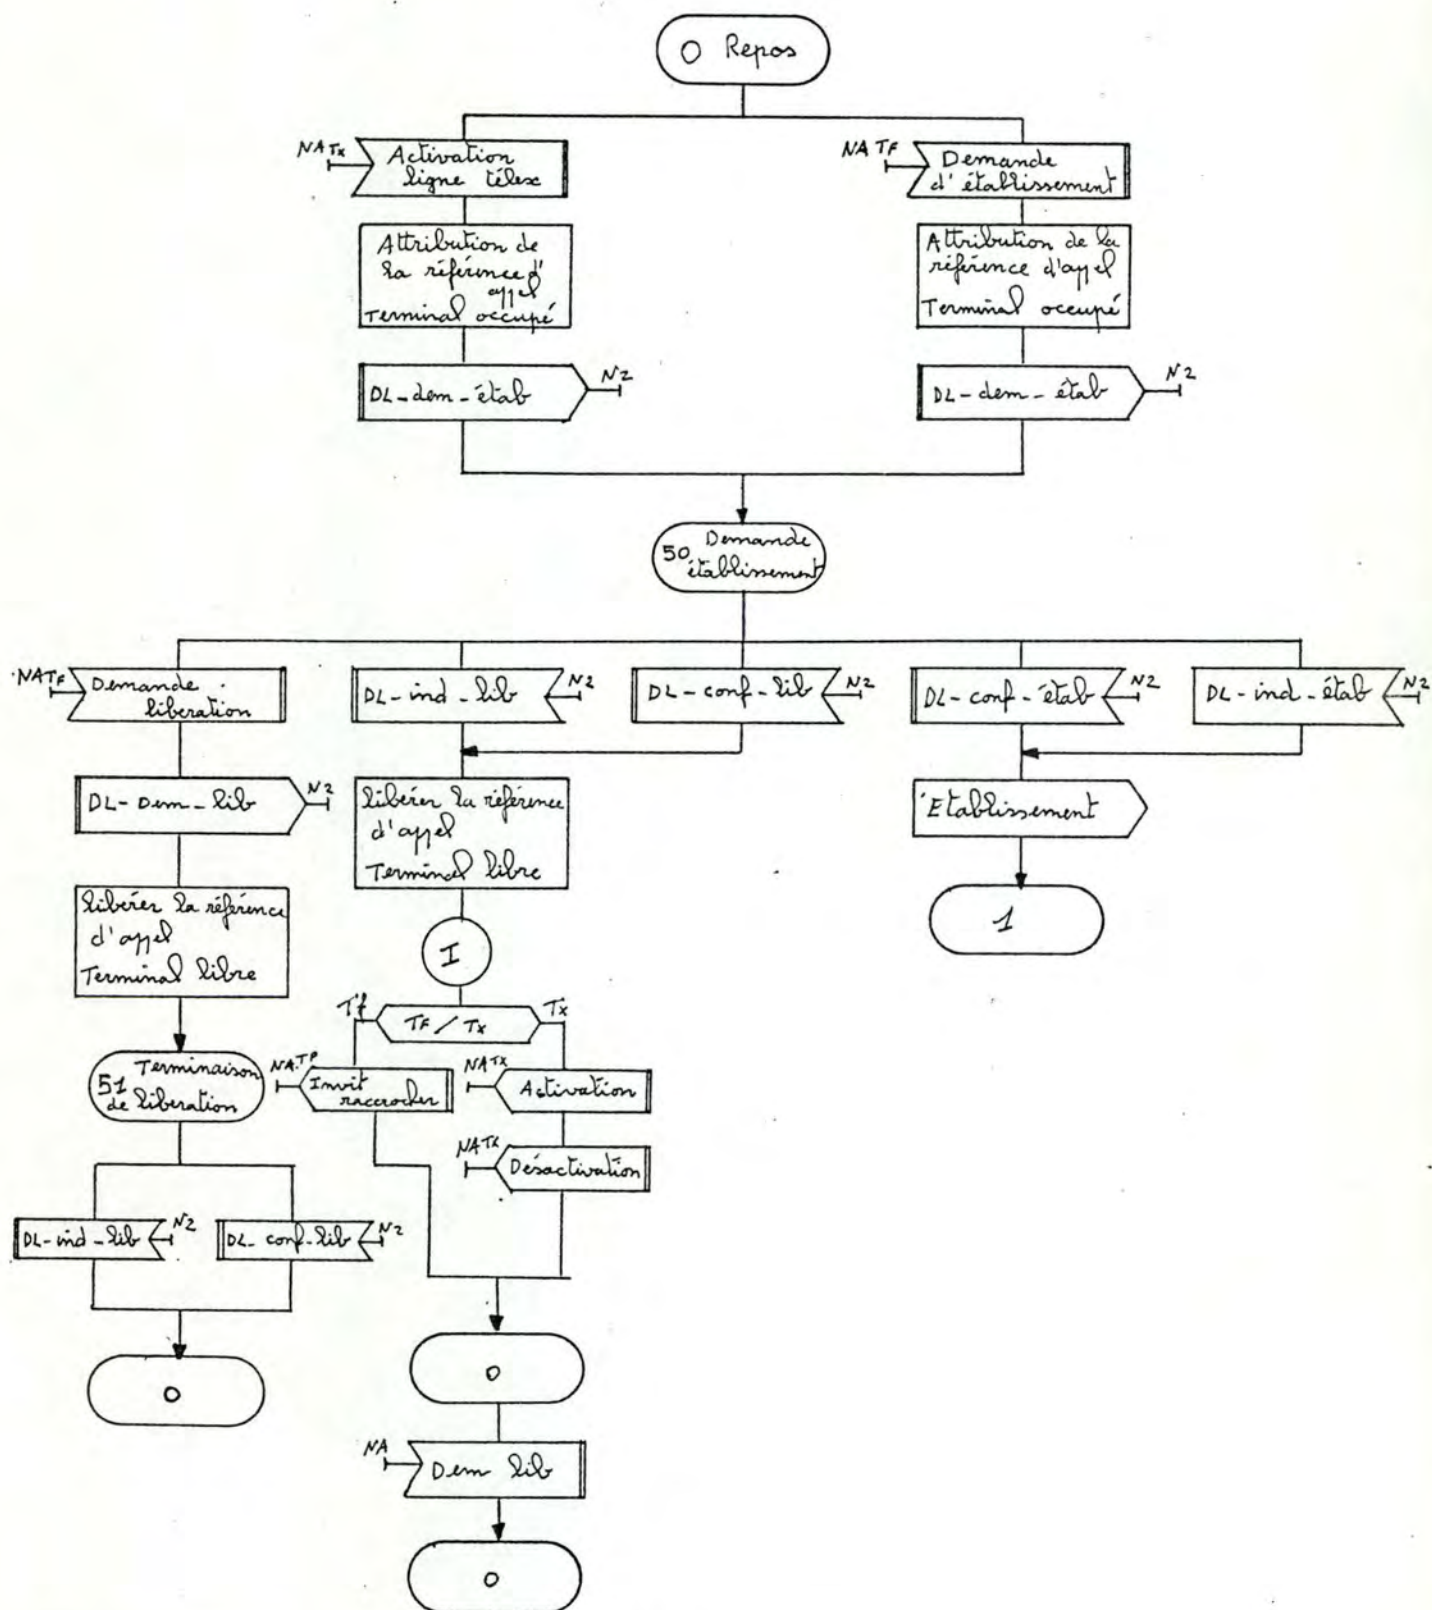 0 Repos
NATx
Activation
ligne télex
NATF
Demande
d'établissement
Attribution de
la référence d'
appel
Terminal occupé
Attribution de la
référence d'appel
Terminal occupé
DL-dem-étab
N2
DL-dem-étab
N2
50 Demande
établissement
NATF
Demande
liberation
DL-ind-lib
N2
DL-conf-lib
N2
DL-conf-étab
N2
DL-ind-étab
N2
DL-Dem-lib
N2
libérer la référence
d'appel
Terminal libre
Etablissement
libérer la référence
d'appel
Terminal libre
I
1
Tf
TF / Tx
Tx
51 Terminaison
de liberation
NATF
Invit
raccrocher
NATX
Activation
NATX
Désactivation
DL-ind-lib
N2
DL-conf-lib
N2
0
0
NA
Dem lib
0